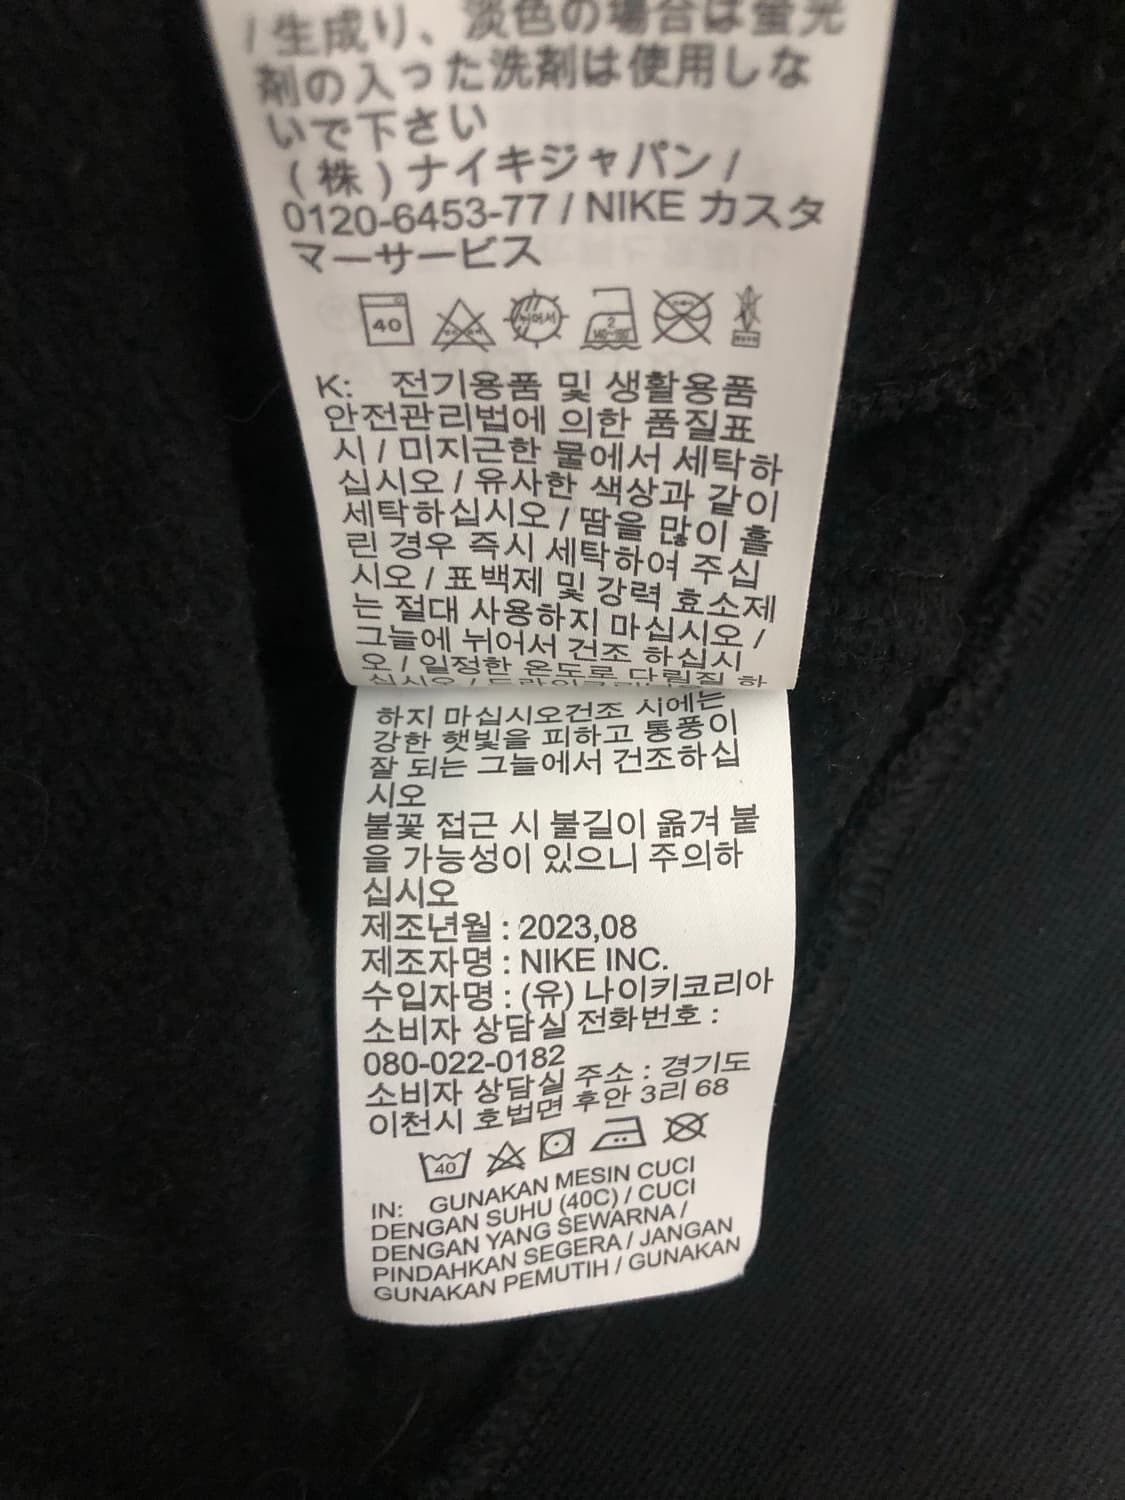 / 生成り、淡色の場合は蛍光
剤の入った洗剤は使用しな
いで下さい
(株)ナイキジャパン /
0120-6453-77 / NIKE カスタ
マーサービス
40
K: 전기용품 및 생활용품
안전관리법에 의한 품질표
시 / 미지근한 물에서 세탁하
십시오 / 유사한 색상과 같이
세탁하십시오 / 땀을 많이 흘
린 경우 즉시 세탁하여 주십
시오 / 표백제 및 강력 효소제
는 절대 사용하지 마십시오 /
그늘에 뉘어서 건조 하십시
오 / 일정한 온도로 다림질 하
하지 마십시오건조 시에는
강한 햇빛을 피하고 통풍이
잘 되는 그늘에서 건조하십
시오
불꽃 접근 시 불길이 옮겨 붙
을 가능성이 있으니 주의하
십시오
제조년월 : 2023,08
제조자명 : NIKE INC.
수입자명 : (유) 나이키코리아
소비자 상담실 전화번호 :
080-022-0182
소비자 상담실 주소 : 경기도
이천시 호법면 후안 3리 68
40
IN: GUNAKAN MESIN CUCI
DENGAN SUHU (40C) / CUCI
DENGAN YANG SEWARNA /
PINDAHKAN SEGERA / JANGAN
GUNAKAN PEMUTIH / GUNAKAN